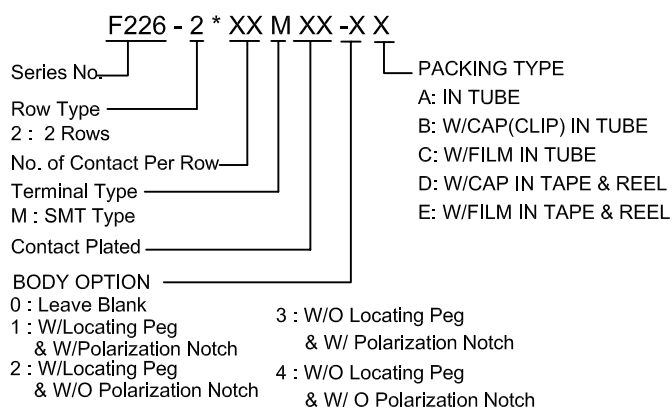 F226 - 2 * XX M XX -X X
Series No.
Row Type
2 : 2 Rows
No. of Contact Per Row
Terminal Type
M : SMT Type
Contact Plated
BODY OPTION
0 : Leave Blank
1 : W/Locating Peg
& W/Polarization Notch
2 : W/Locating Peg
& W/O Polarization Notch
3 : W/O Locating Peg
& W/ Polarization Notch
4 : W/O Locating Peg
& W/ O Polarization Notch
PACKING TYPE
A: IN TUBE
B: W/CAP(CLIP) IN TUBE
C: W/FILM IN TUBE
D: W/CAP IN TAPE & REEL
E: W/FILM IN TAPE & REEL